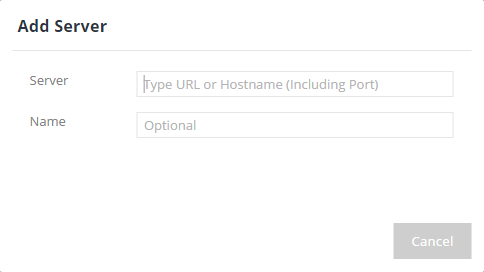 Add Server
Server
Type URL or Hostname (Including Port)
Name
Optional
Cancel